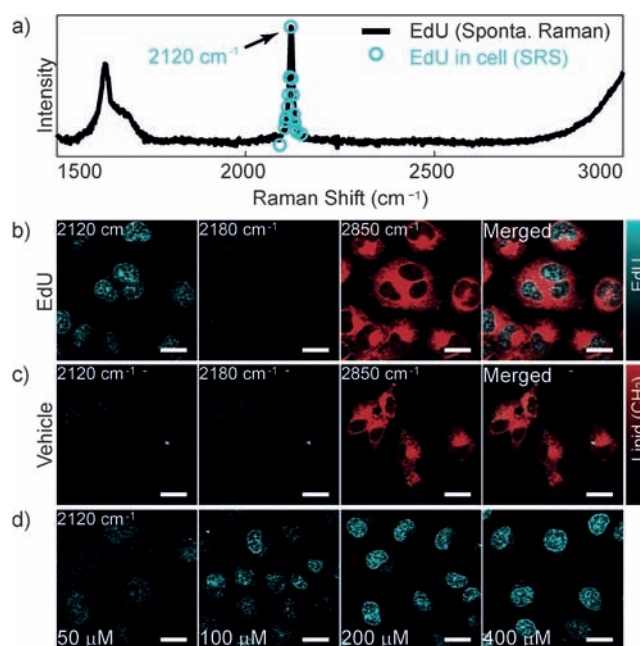 a)
2120 cm⁻¹
EdU (Sponta. Raman)
EdU in cell (SRS)
Intensity
1500 2000 2500 3000
Raman Shift (cm⁻¹)
b) 2120 cm⁻¹ 2180 cm⁻¹ 2850 cm⁻¹ Merged
EdU
EdU
c) 2120 cm⁻¹ 2180 cm⁻¹ 2850 cm⁻¹ Merged
Vehicle
Lipid (CH₂)
d) 2120 cm⁻¹
50 μM 100 μM 200 μM 400 μM